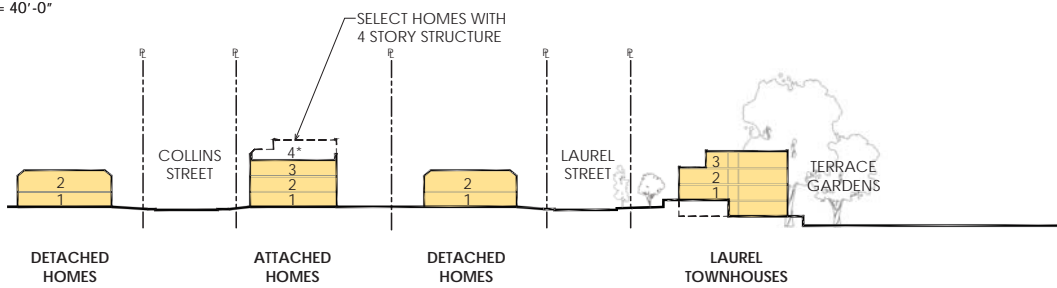 = 40'-0"
SELECT HOMES WITH
4 STORY STRUCTURE
℄
℄
℄
℄
℄
COLLINS
STREET
LAUREL
STREET
TERRACE
GARDENS
2
1
4*
3
2
1
2
1
3
2
1
DETACHED
HOMES
ATTACHED
HOMES
DETACHED
HOMES
LAUREL
TOWNHOUSES